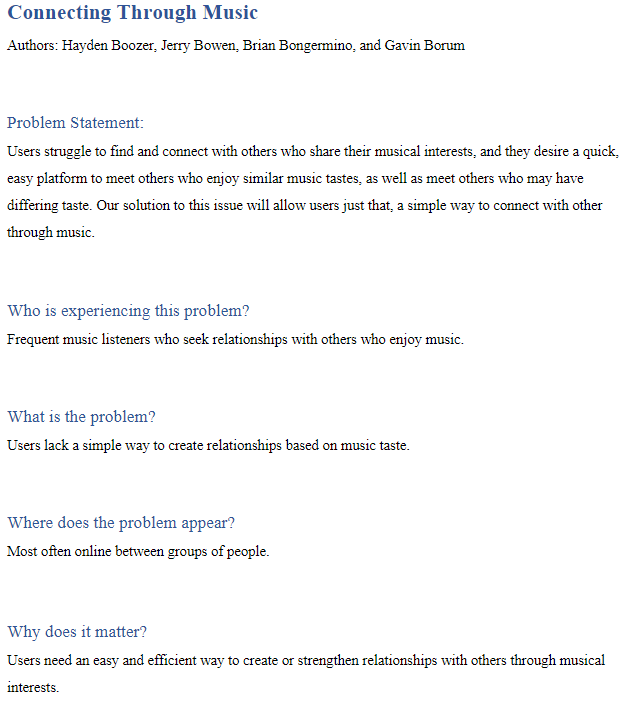 Connecting Through Music
Authors: Hayden Boozer, Jerry Bowen, Brian Bongermino, and Gavin Borum
Problem Statement:
Users struggle to find and connect with others who share their musical interests, and they desire a quick,
easy platform to meet others who enjoy similar music tastes, as well as meet others who may have
differing taste. Our solution to this issue will allow users just that, a simple way to connect with other
through music.
Who is experiencing this problem?
Frequent music listeners who seek relationships with others who enjoy music.
What is the problem?
Users lack a simple way to create relationships based on music taste.
Where does the problem appear?
Most often online between groups of people.
Why does it matter?
Users need an easy and efficient way to create or strengthen relationships with others through musical
interests.